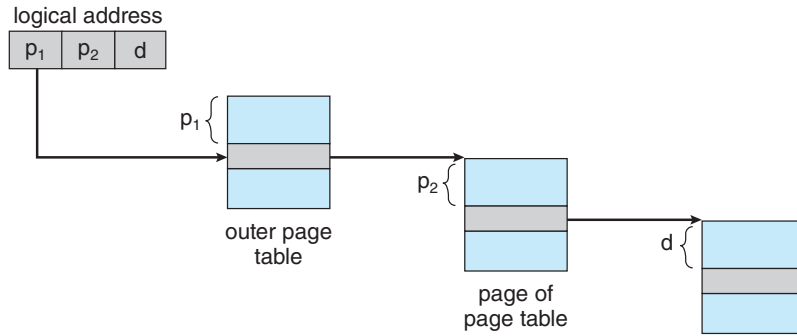 logical address
p1 p2 d
p1
outer page
table
p2
page of
page table
d